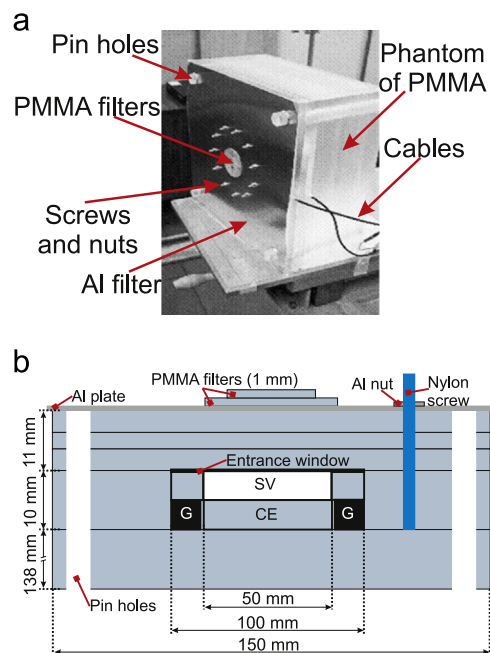 a
Pin holes
Phantom
of PMMA
PMMA filters
Cables
Screws
and nuts
Al filter
b
Al plate
PMMA filters (1 mm)
Al nut
Nylon
screw
11 mm
Entrance window
SV
10 mm
G
CE
G
138 mm
Pin holes
50 mm
100 mm
150 mm